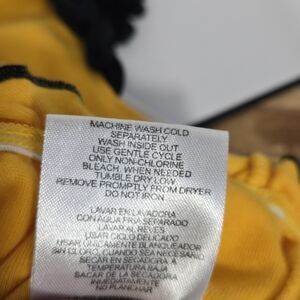 MACHINE WASH COLD
SEPARATELY
WASH INSIDE OUT
USE GENTLE CYCLE
ONLY NON-CHLORINE
BLEACH, WHEN NEEDED
TUMBLE DRY LOW
REMOVE PROMPTLY FROM DRYER
DO NOT IRON
LAVAR EN LAVADORA
CON AGUA FRIA SEPARADO
LAVAR AL REVES
USAR CICLO DELICADO
USAR UNICAMENTE BLANQUEADOR
SIN CLORO, CUANDO SEA NECESARIO
SECAR EN SECADORA A
TEMPERATURA BAJA
SACAR DE LA SECADORA
IMMEDIATAMENTE
NO PLANCHAR